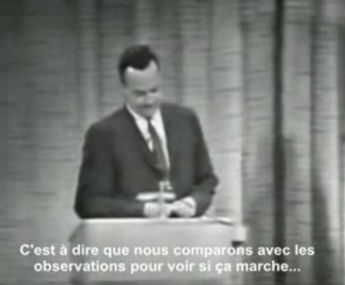 C'est à dire que nous comparons avec les
observations pour voir si ça marche...